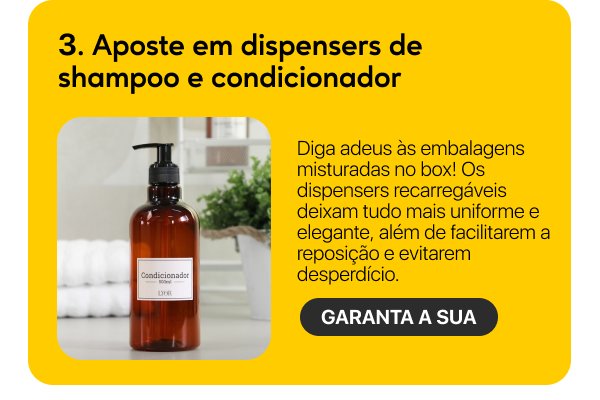 3. Aposte em dispensers de
shampoo e condicionador
Diga adeus às embalagens
misturadas no box! Os
dispensers recarregáveis
deixam tudo mais uniforme e
elegante, além de facilitarem a
reposição e evitarem
desperdício.
Condicionador
500ml
GARANTA A SUA